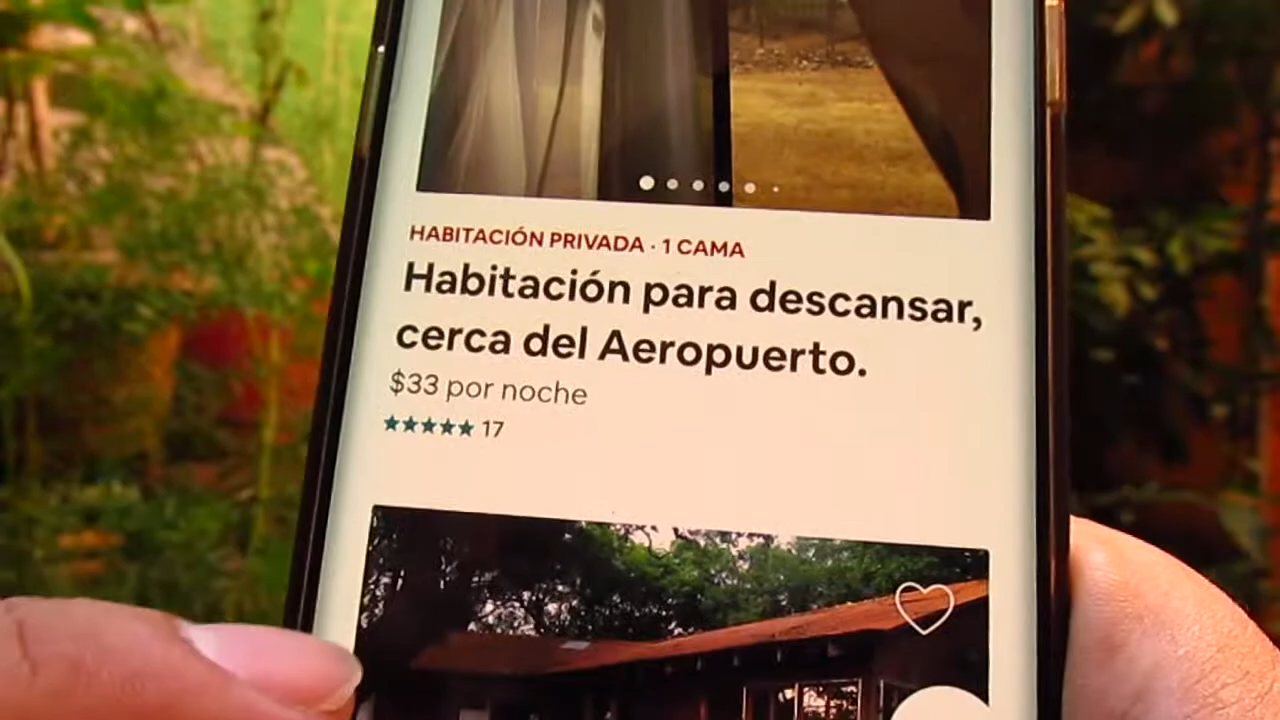 HABITACIÓN PRIVADA · 1 CAMA
Habitación para descansar,
cerca del Aeropuerto.
$33 por noche
★★★★★ 17